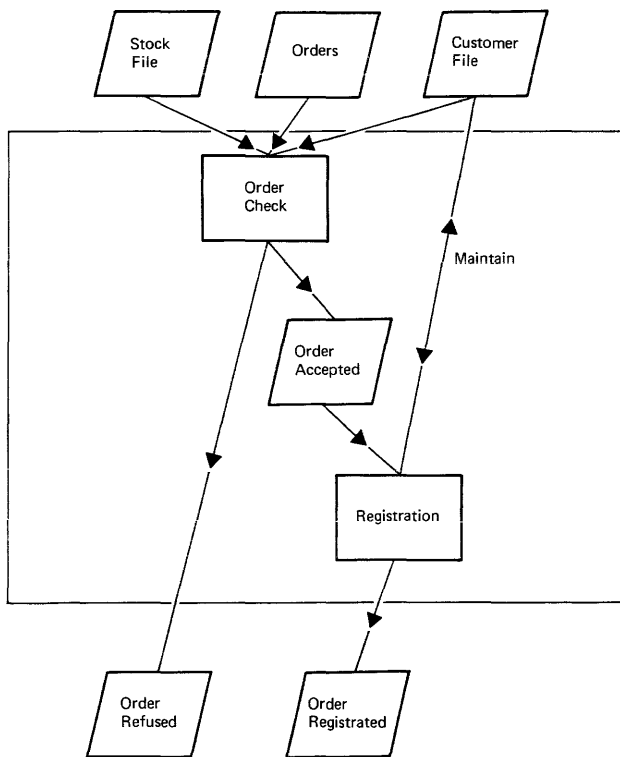 Stock
File
Orders
Customer
File
Order
Check
Maintain
Order
Accepted
Registration
Order
Refused
Order
Registrated